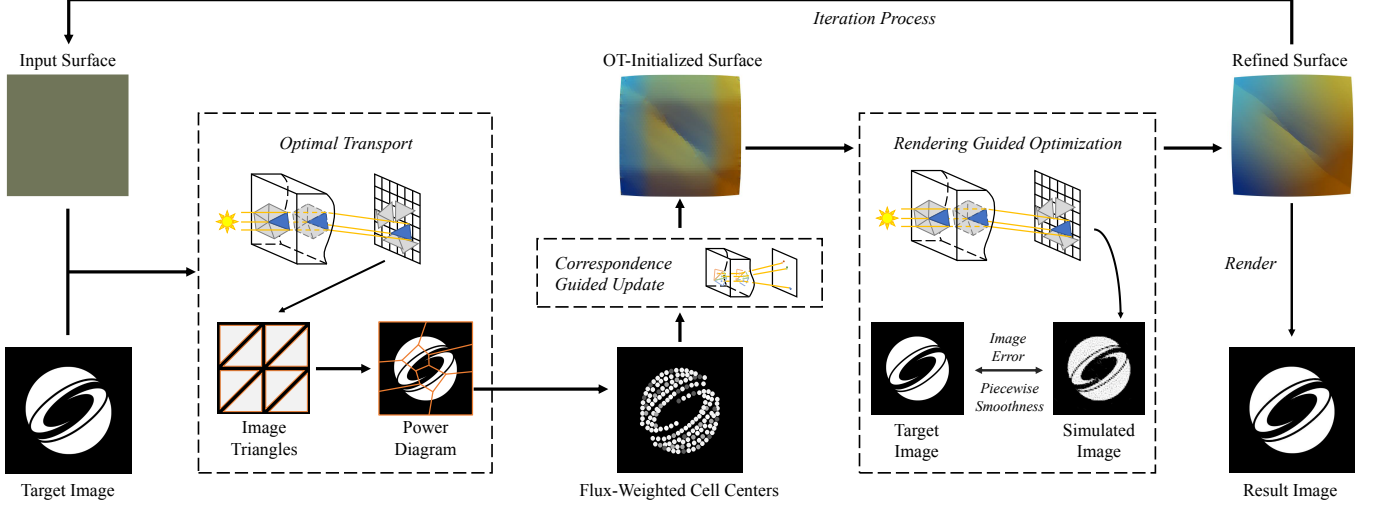 Iteration Process
Input Surface
OT-Initialized Surface
Refined Surface
Optimal Transport
Rendering Guided Optimization
Correspondence
Guided Update
Render
Image
Error
Piecewise
Smoothness
Image
Triangles
Power
Diagram
Target
Image
Simulated
Image
Target Image
Flux-Weighted Cell Centers
Result Image